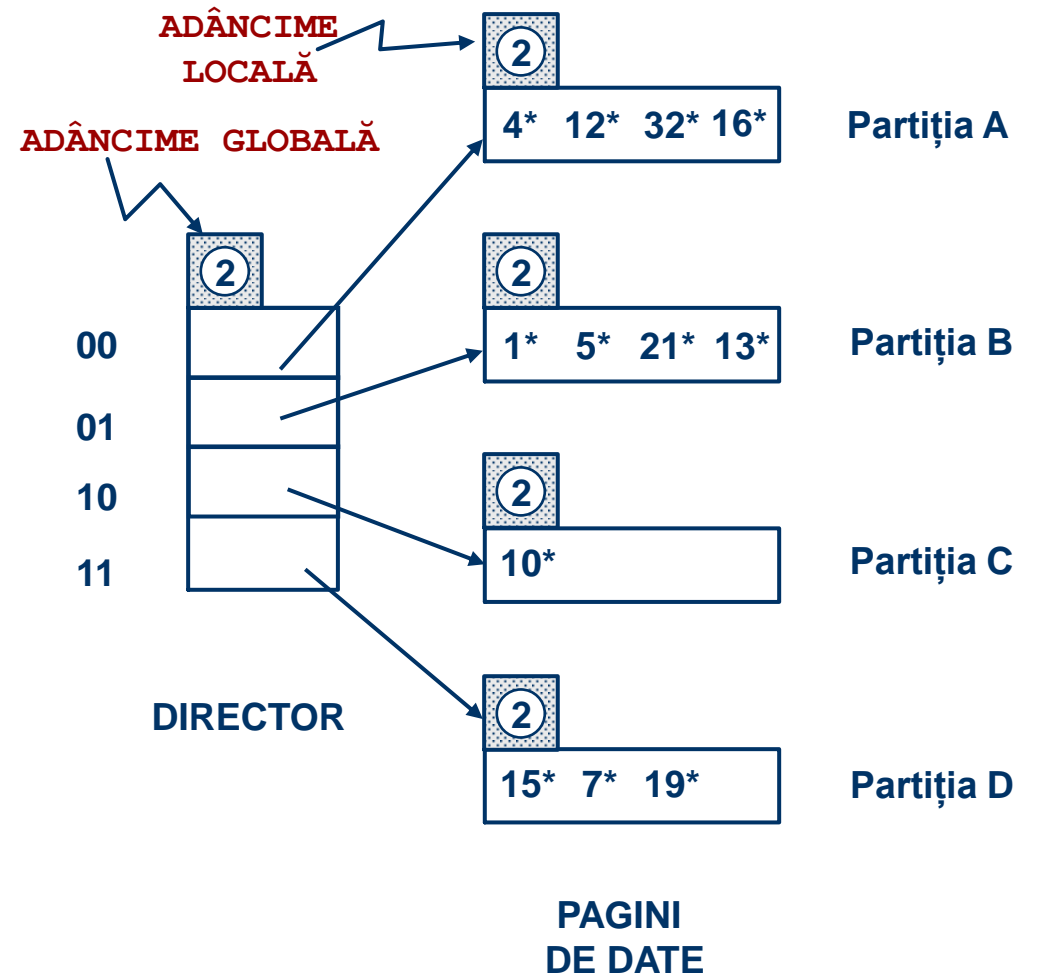 ADÂNCIME
LOCALĂ
2
4* 12* 32* 16*
Partiția A
ADÂNCIME GLOBALĂ
2
2
00
1* 5* 21* 13*
Partiția B
01
10
2
10*
Partiția C
11
2
DIRECTOR
15* 7* 19*
Partiția D
PAGINI
DE DATE